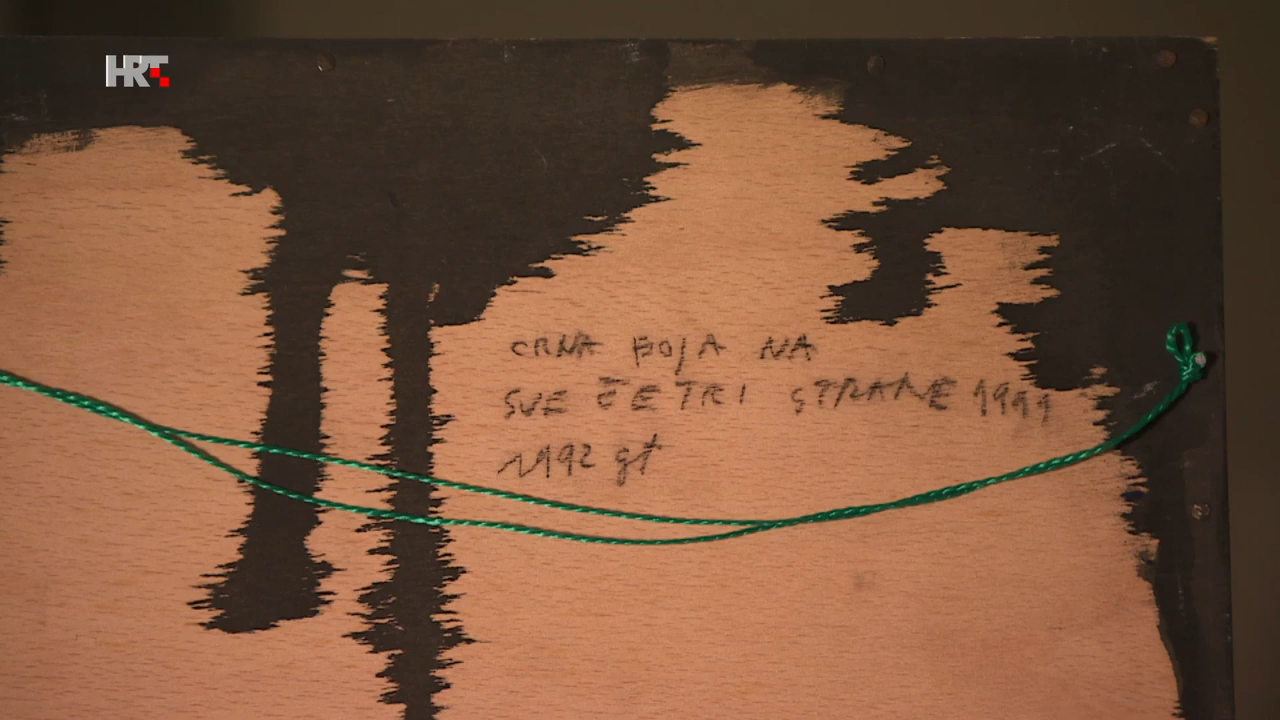 HRT
CRNA BOJA NA
SVE ČETRI STRANE 1991
1992 gt